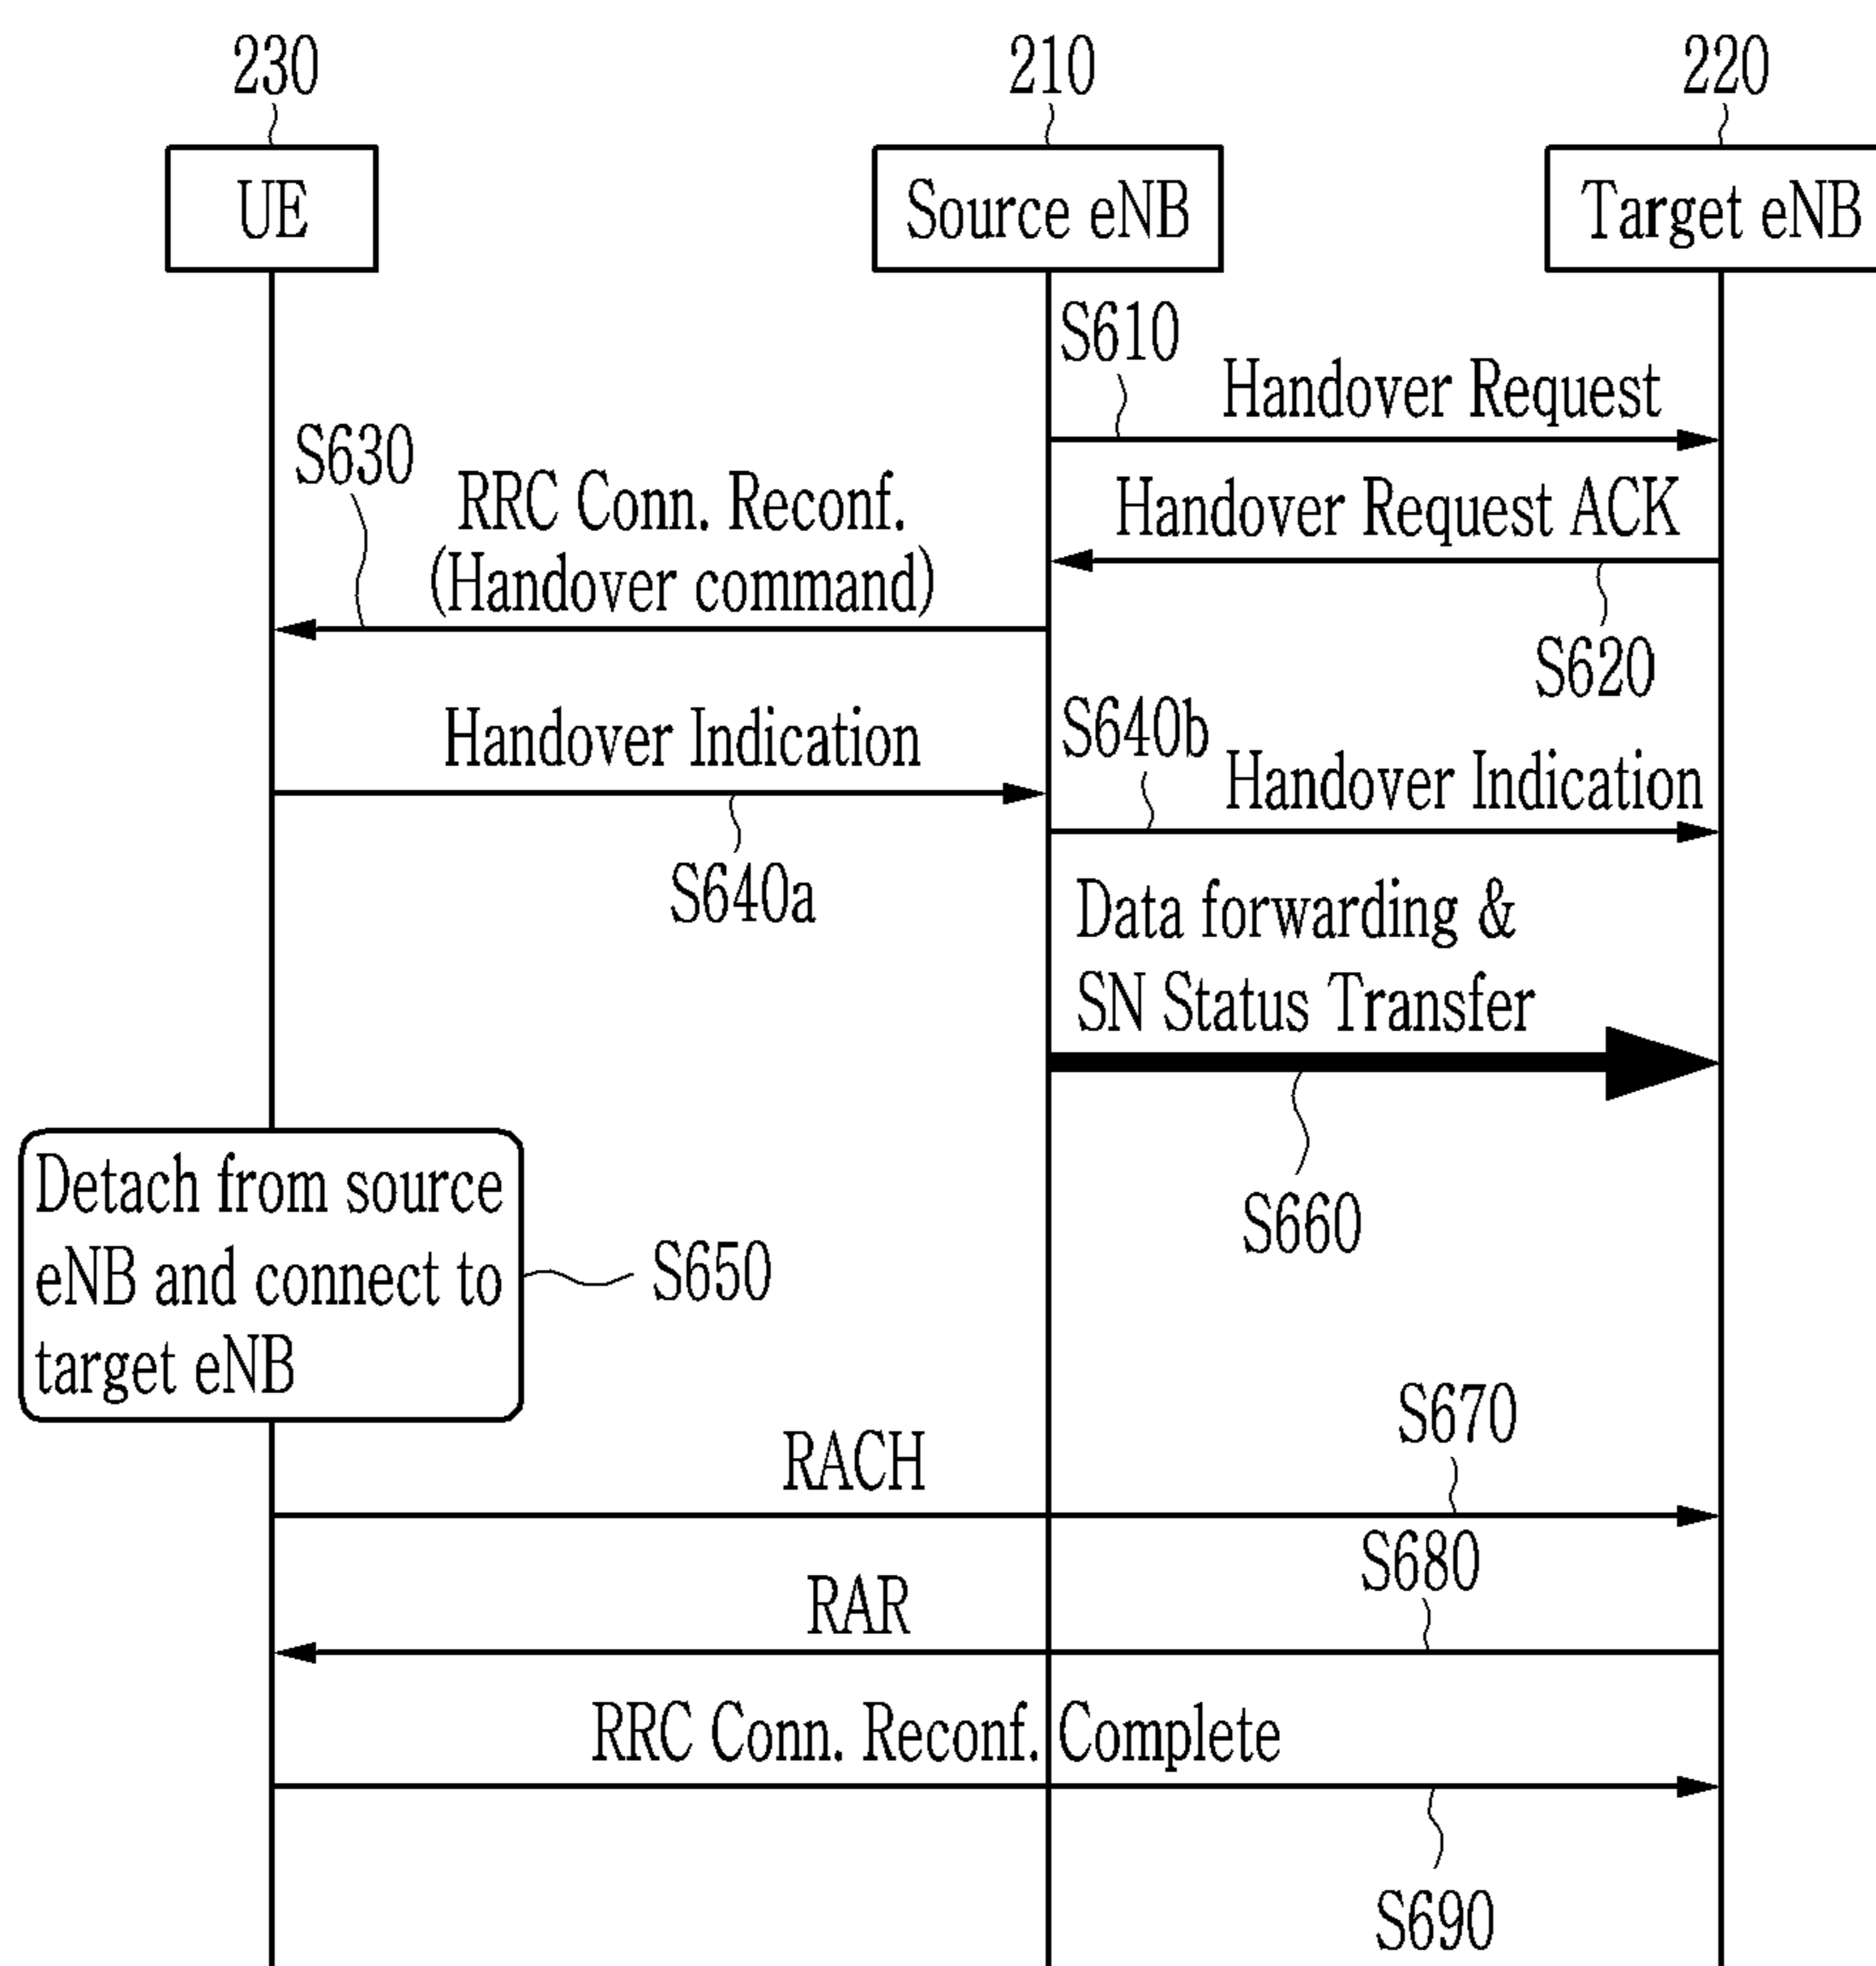 230
210
220
UE
Source eNB
Target eNB
S610
Handover Request
S630
RRC Conn. Reconf.
(Handover command)
Handover Request ACK
S620
Handover Indication
S640a
S640b
Handover Indication
Data forwarding &
SN Status Transfer
S660
Detach from source
eNB and connect to
target eNB
S650
RACH
S670
RAR
S680
RRC Conn. Reconf. Complete
S690